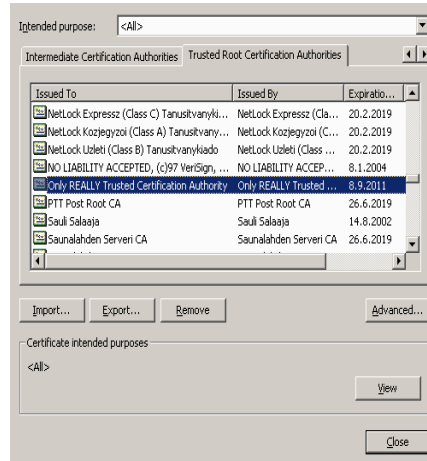 Intended purpose: <All>
Intermediate Certification Authorities Trusted Root Certification Authorities
Issued To Issued By Expiratio...
NetLock Expressz (Class C) Tanusitvanyki... NetLock Expressz (Cla... 20.2.2019
NetLock Kozjegyzoi (Class A) Tanusitvany... NetLock Kozjegyzoi (C... 20.2.2019
NetLock Uzleti (Class B) Tanusitvanykiado NetLock Uzleti (Class ... 20.2.2019
NO LIABILITY ACCEPTED, (c)97 VeriSign, ... NO LIABILITY ACCEP... 8.1.2004
Only REALLY Trusted Certification Authority Only REALLY Trusted ... 8.9.2011
PTT Post Root CA PTT Post Root CA 26.6.2019
Sauli Salaaja Sauli Salaaja 14.8.2002
Saunalahden Serveri CA Saunalahden Serveri CA 26.6.2019
Import... Export... Remove Advanced...
Certificate intended purposes
<All>
View
Close